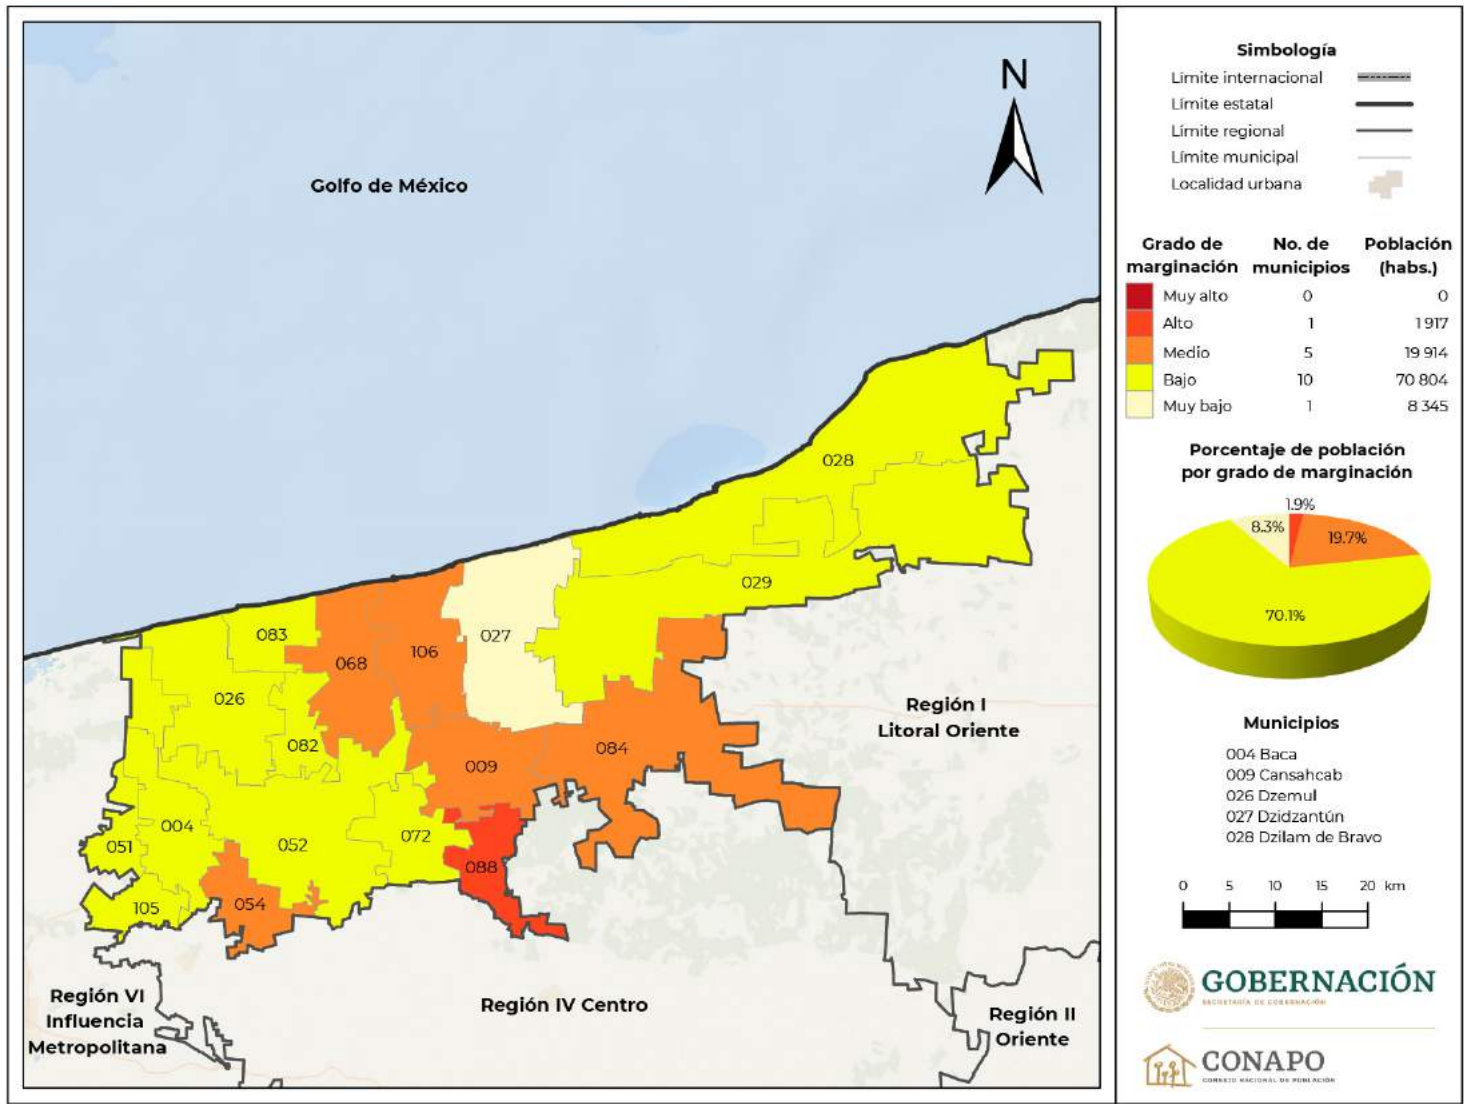 N
Golfo de México
028
029
083
068
106
027
026
082
009
084
004
051
052
072
088
105
054
Región I
Litoral Oriente
Región VI
Influencia
Metropolitana
Región IV Centro
Región II
Oriente
Simbología
Límite internacional
Límite estatal
Límite regional
Límite municipal
Localidad urbana
Grado de marginación No. de municipios Población (habs.)
Muy alto 0 0
Alto 1 1 917
Medio 5 19 914
Bajo 10 70 804
Muy bajo 1 8 345
Porcentaje de población
por grado de marginación
1.9%
8.3%
19.7%
70.1%
Municipios
004 Baca
009 Cansahcab
026 Dzemul
027 Dzidzantún
028 Dzilam de Bravo
0 5 10 15 20 km
GOBERNACIÓN
SECRETARÍA DE GOBERNACIÓN
CONAPO
CONSEJO NACIONAL DE POBLACIÓN